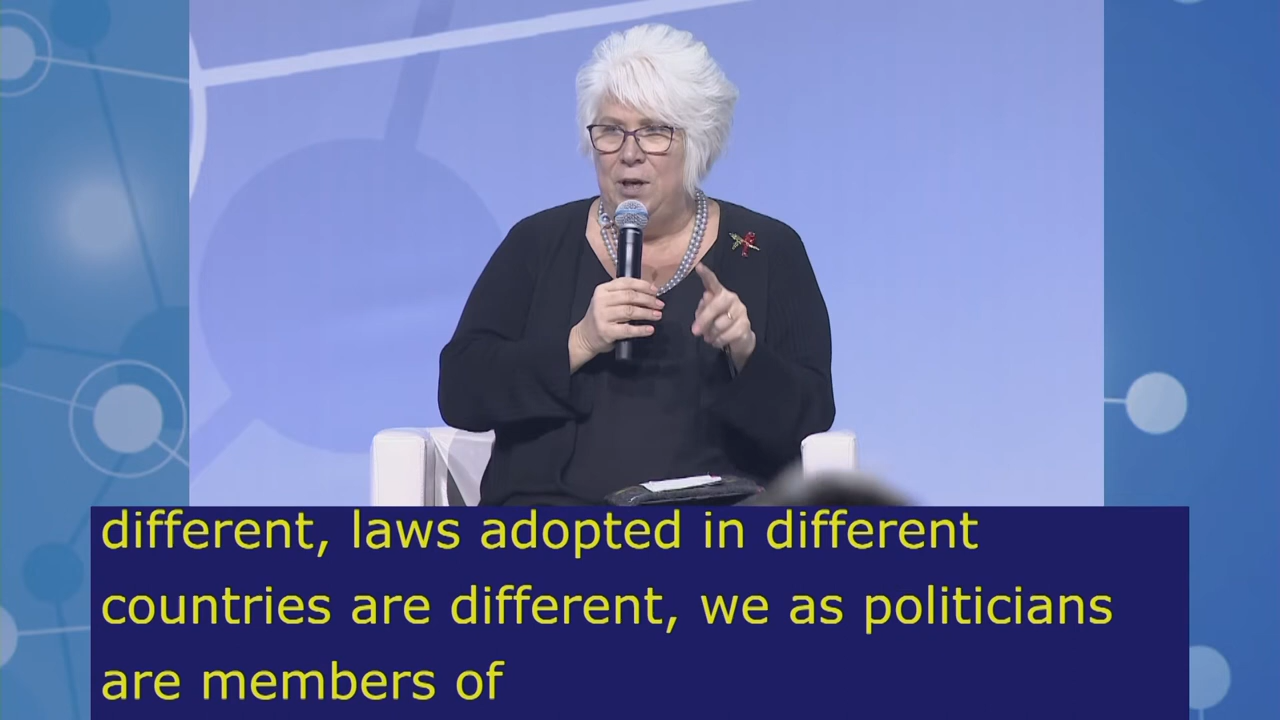 different, laws adopted in different
countries are different, we as politicians
are members of